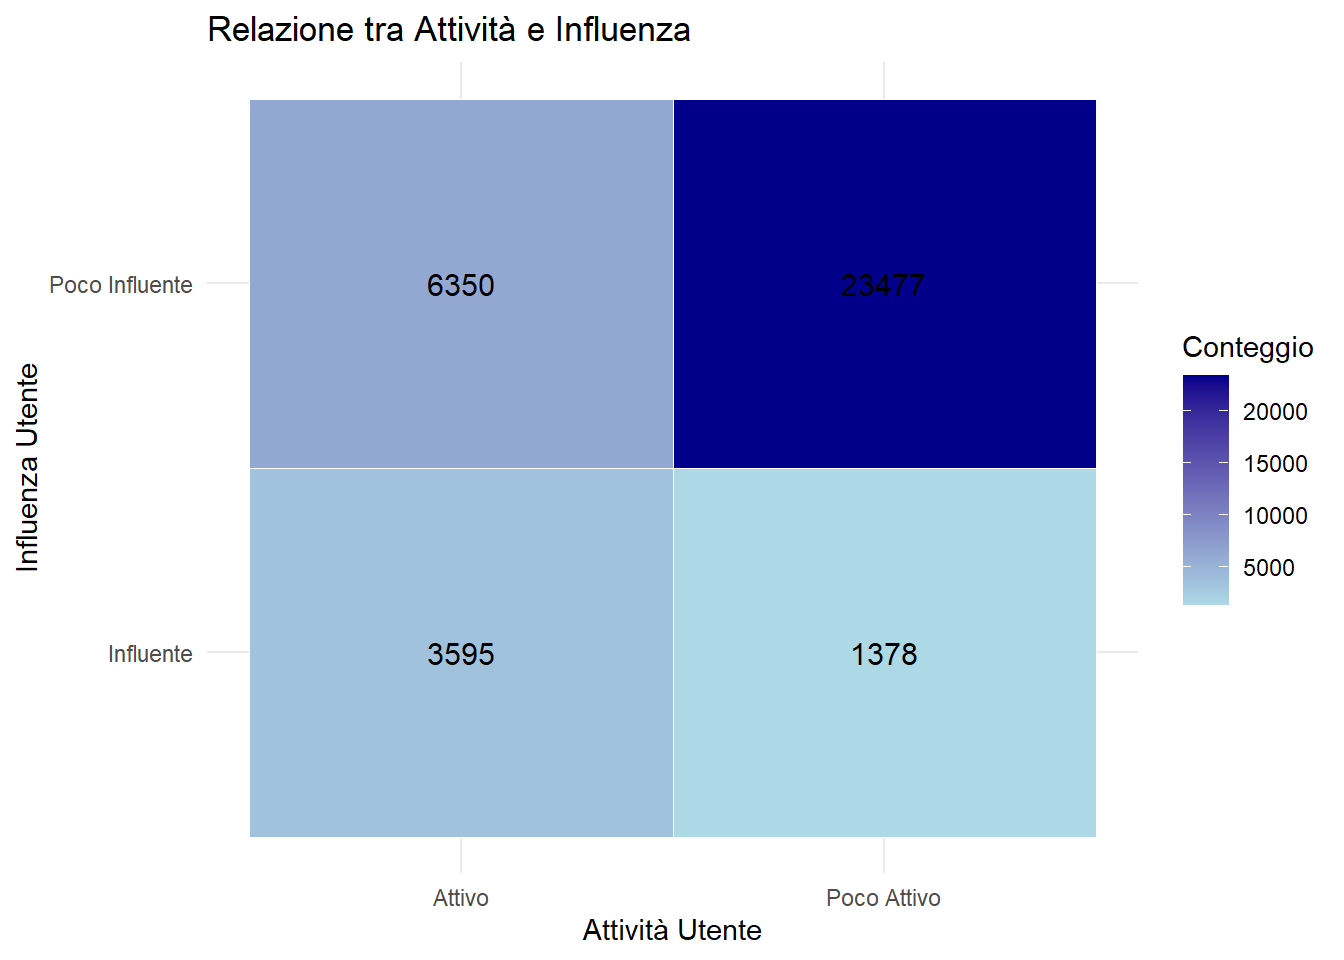 Relazione tra Attività e Influenza
Influenza Utente
Poco Influente
Influente
6350
23477
3595
1378
Attivo
Poco Attivo
Attività Utente
Conteggio
20000
15000
10000
5000